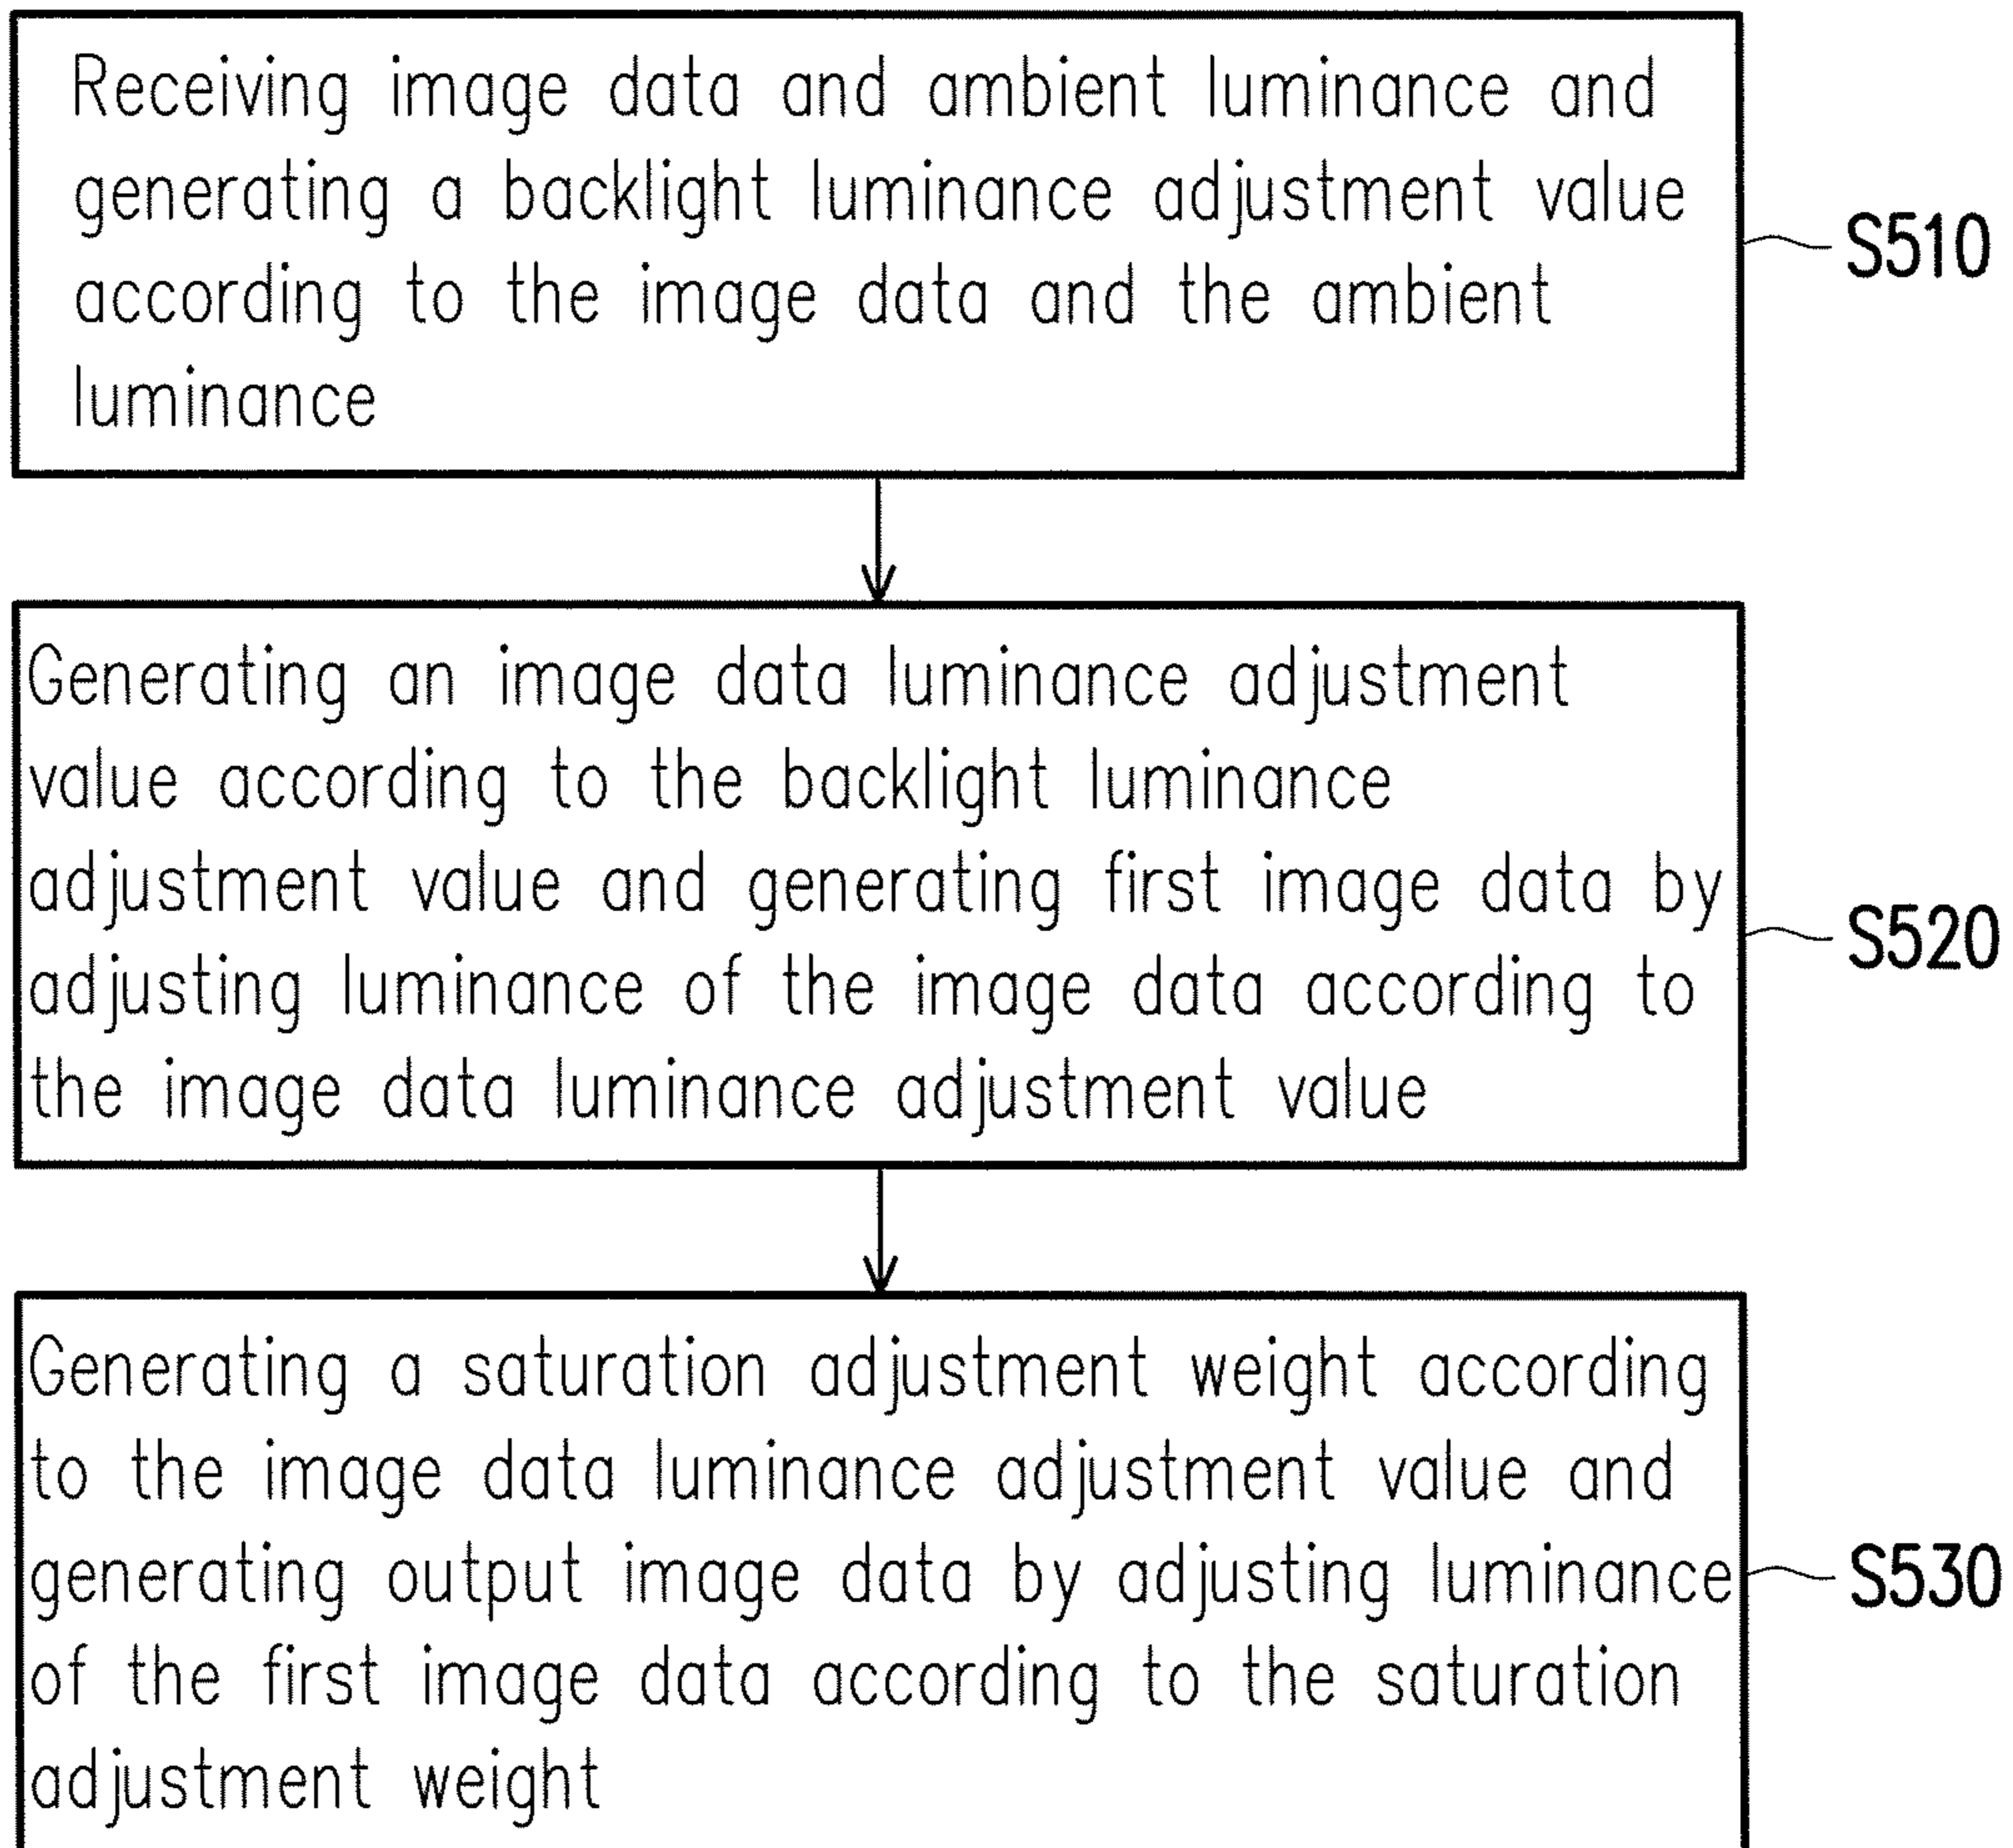 Receiving image data and ambient luminance and
generating a backlight luminance adjustment value
according to the image data and the ambient
luminance
S510
Generating an image data luminance adjustment
value according to the backlight luminance
adjustment value and generating first image data by
adjusting luminance of the image data according to
the image data luminance adjustment value
S520
Generating a saturation adjustment weight according
to the image data luminance adjustment value and
generating output image data by adjusting luminance
of the first image data according to the saturation
adjustment weight
S530